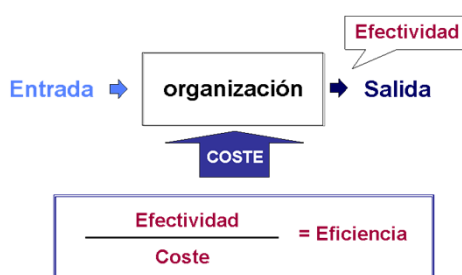 Efectividad
Entrada organización Salida
COSTE
Efectividad
= Eficiencia
Coste